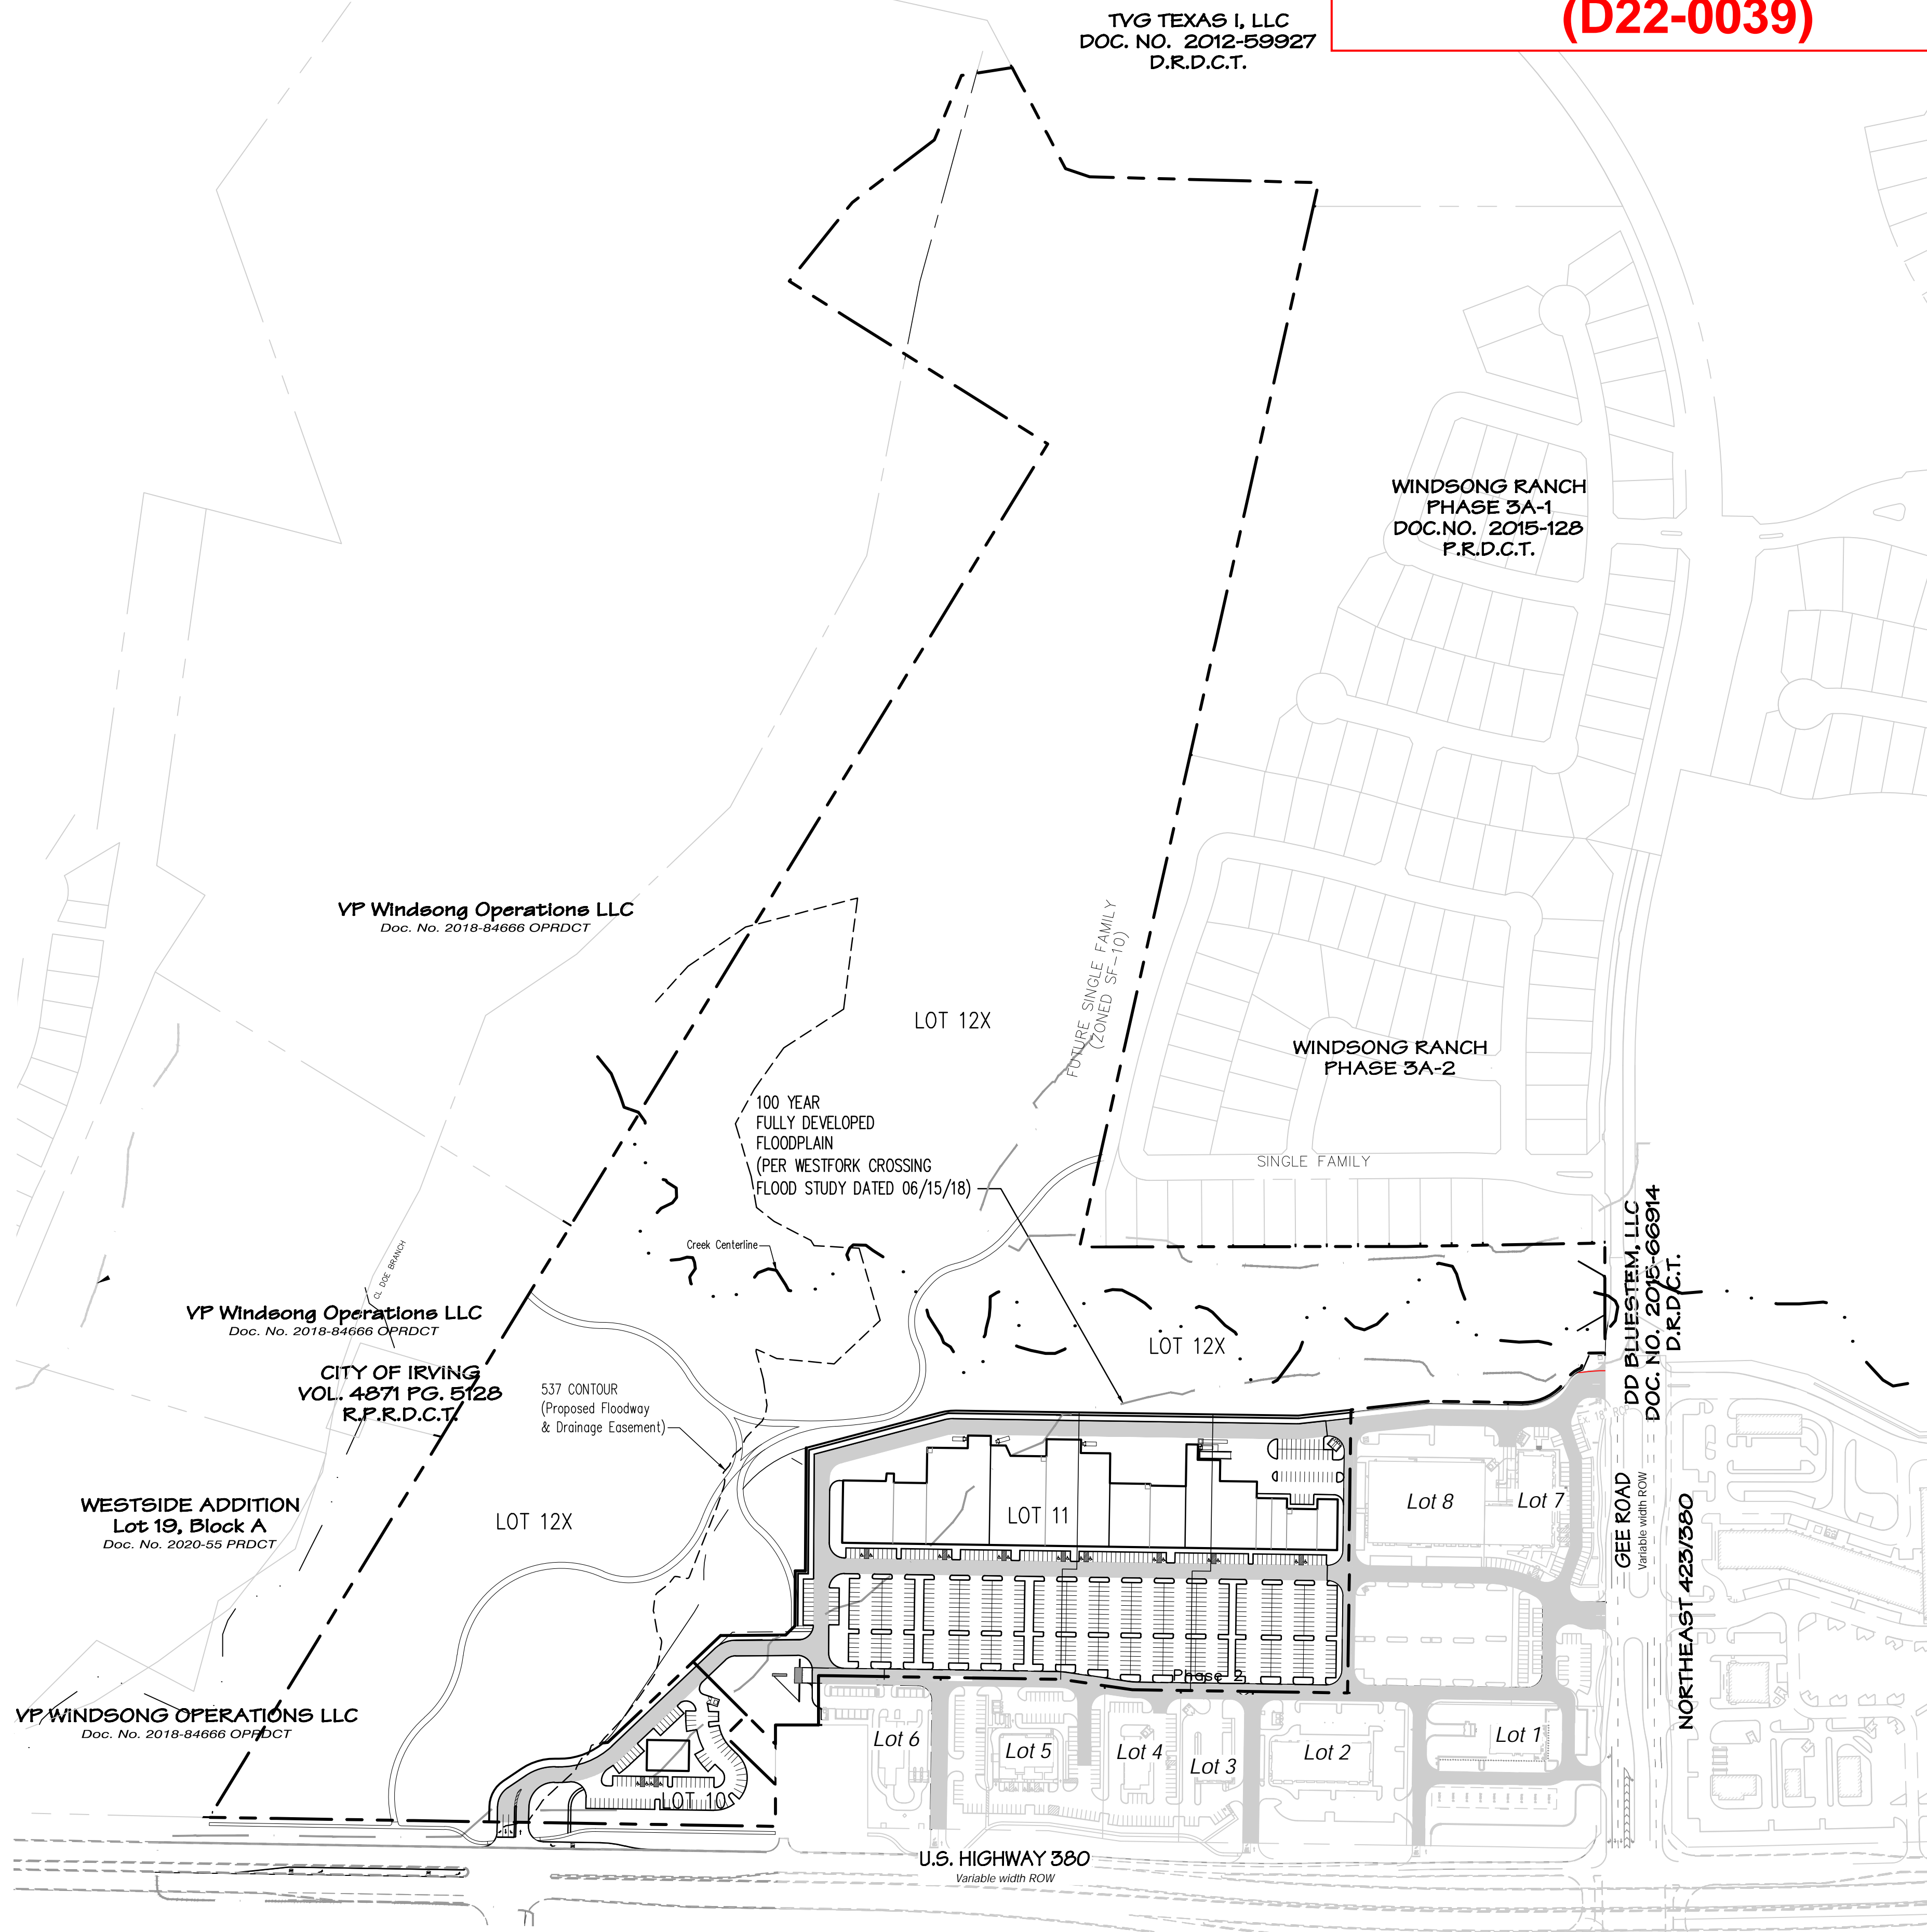 (D22-0039)
TVG TEXAS I, LLC
DOC. NO. 2012-59927
D.R.D.C.T.
WINDSONG RANCH
PHASE 3A-1
DOC.NO. 2015-128
P.R.D.C.T.
VP Windsong Operations LLC
Doc. No. 2018-84666 OPRDCT
LOT 12X
FUTURE SINGLE FAMILY
(ZONED SF-10)
WINDSONG RANCH
PHASE 3A-2
100 YEAR
FULLY DEVELOPED
FLOODPLAIN
(PER WESTFORK CROSSING
FLOOD STUDY DATED 06/15/18)
SINGLE FAMILY
Creek Centerline
CL DOE BRANCH
DD BLUESTEM, LLC
DOC. NO. 2015-66914
D.R.D.C.T.
VP Windsong Operations LLC
Doc. No. 2018-84666 OPRDCT
LOT 12X
CITY OF IRVING
VOL. 4871 PG. 5128
R.P.R.D.C.T.
537 CONTOUR
(Proposed Floodway
& Drainage Easement)
WESTSIDE ADDITION
Lot 19, Block A
Doc. No. 2020-55 PRDCT
LOT 12X
LOT 11
Lot 8
Lot 7
GEE ROAD
Variable width ROW
NORTHEAST 423/380
Phase 2
VP WINDSONG OPERATIONS LLC
Doc. No. 2018-84666 OPRDCT
Lot 6
Lot 5
Lot 4
Lot 3
Lot 2
Lot 1
LOT 10
U.S. HIGHWAY 380
Variable width ROW